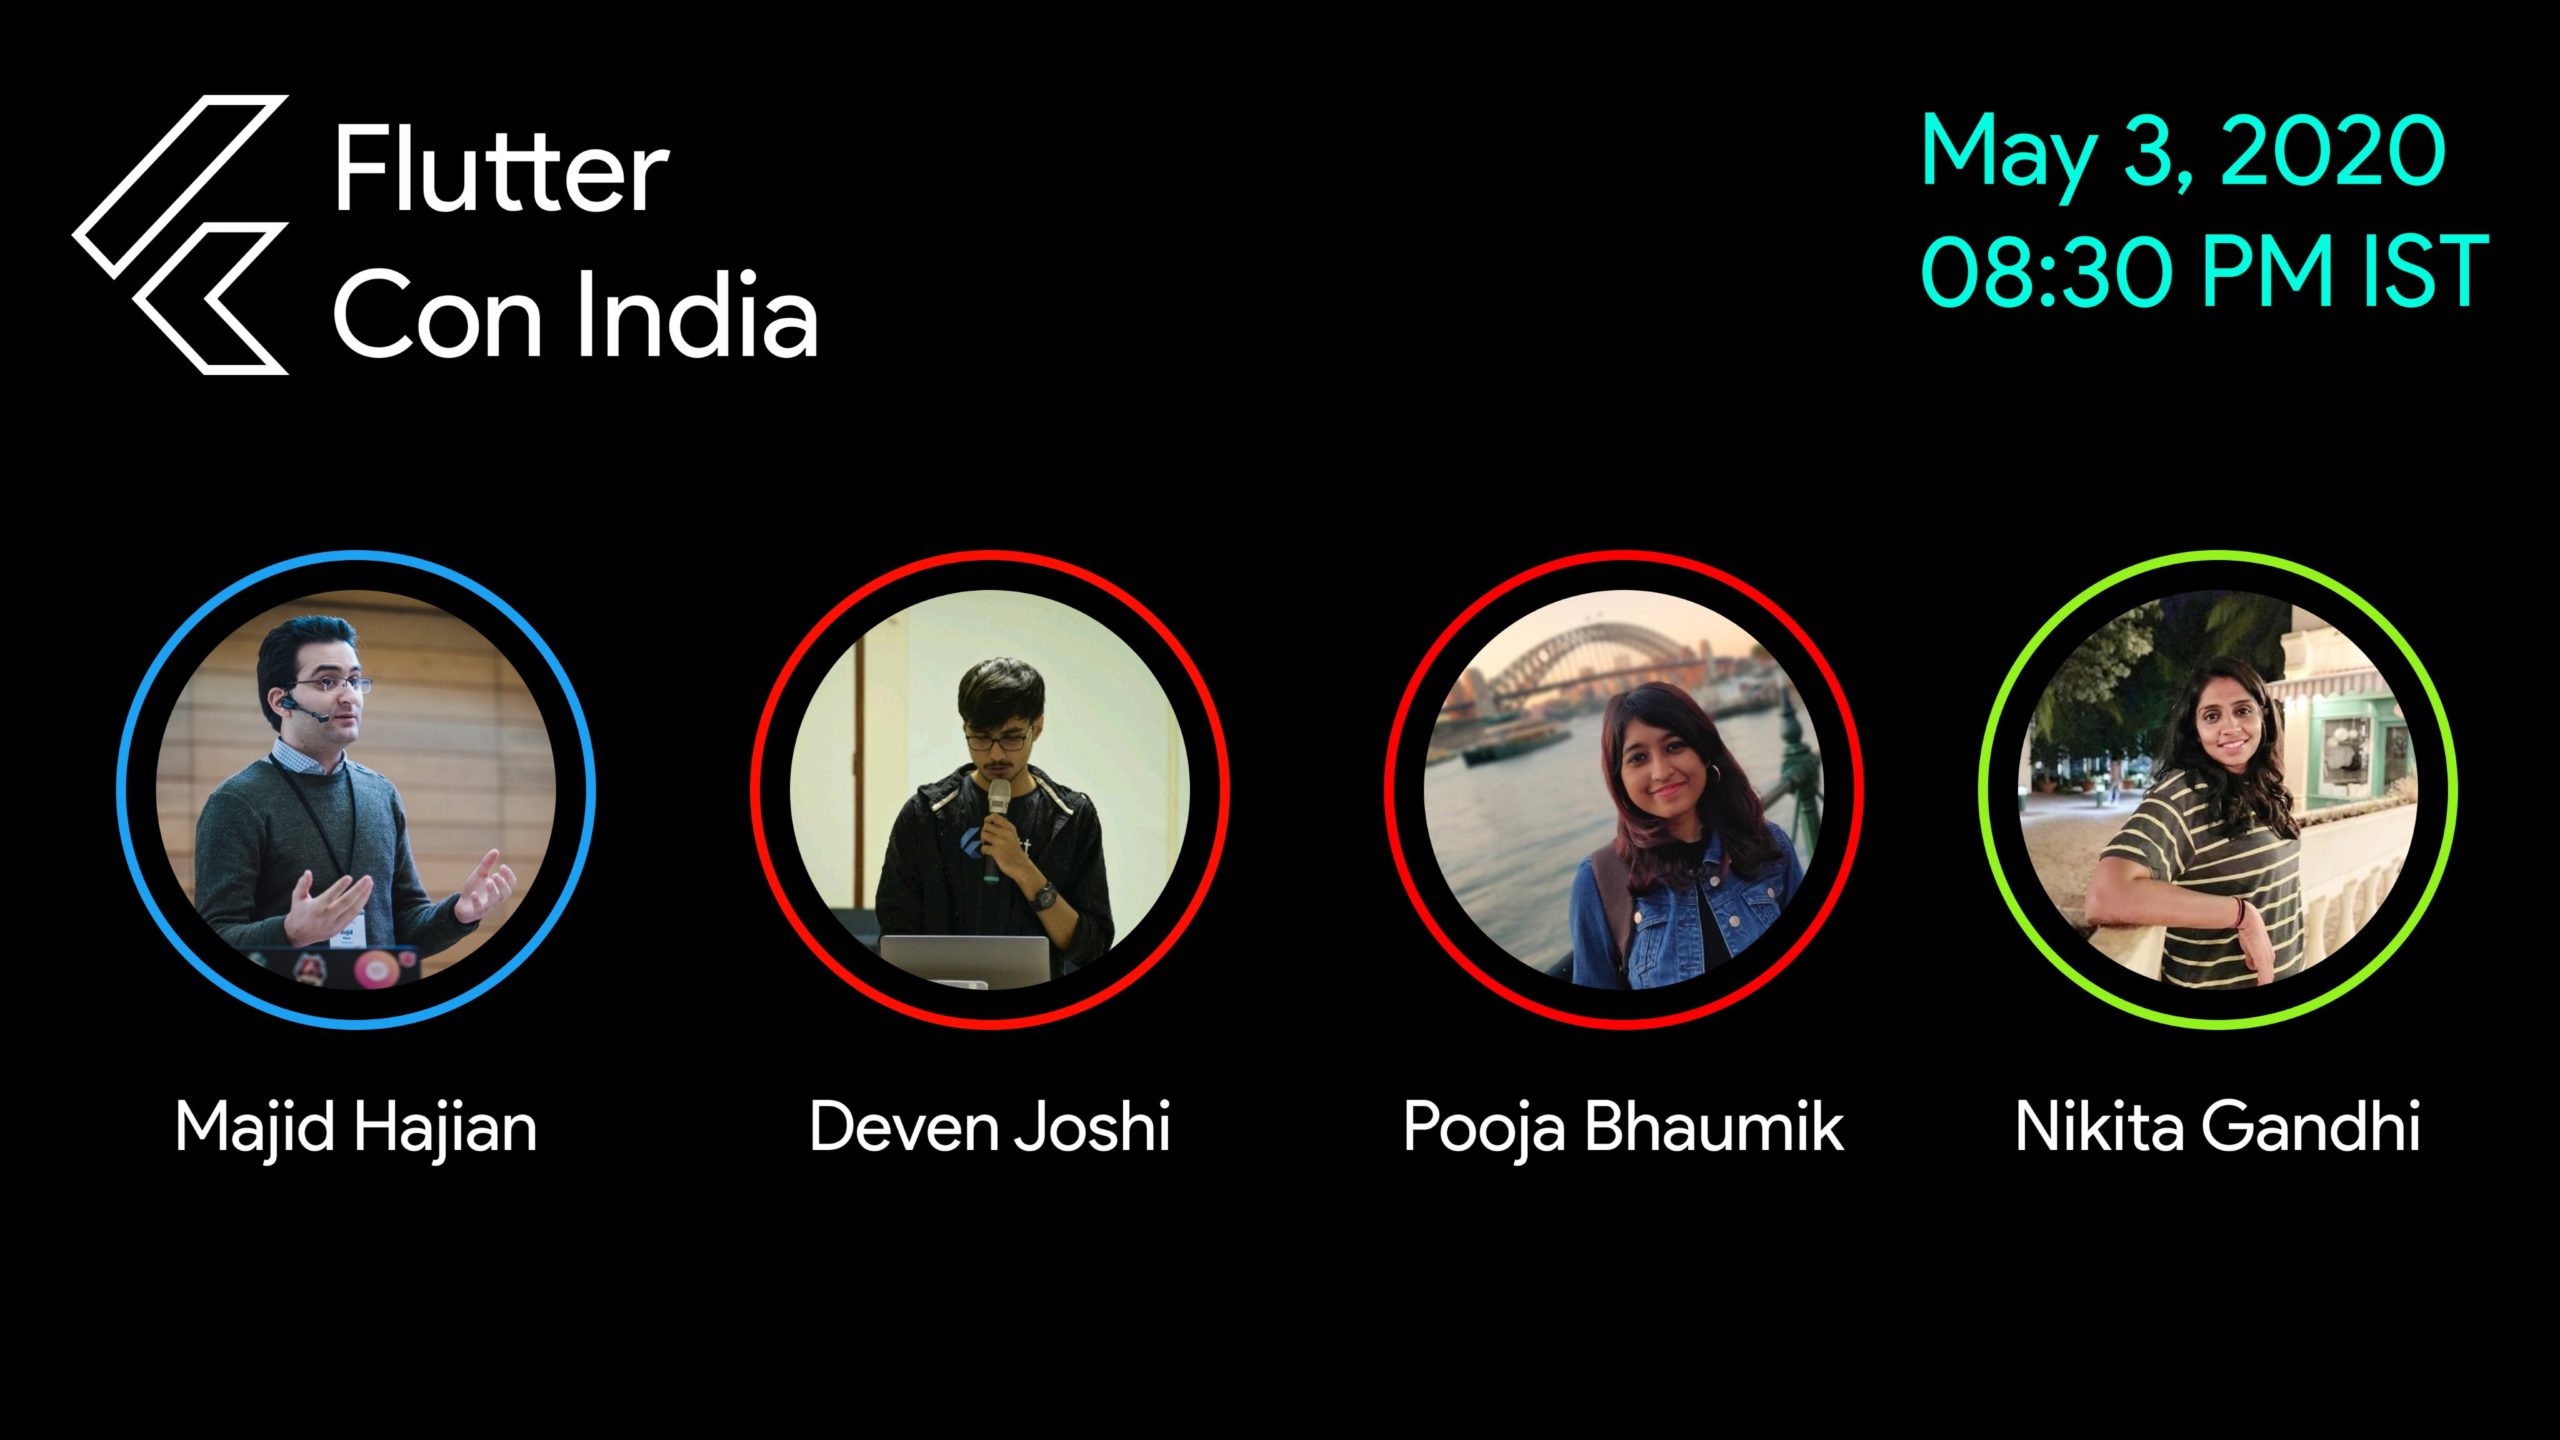 Flutter
Con India
May 3, 2020
08:30 PM IST
Majid Hajian
Deven Joshi
Pooja Bhaumik
Nikita Gandhi